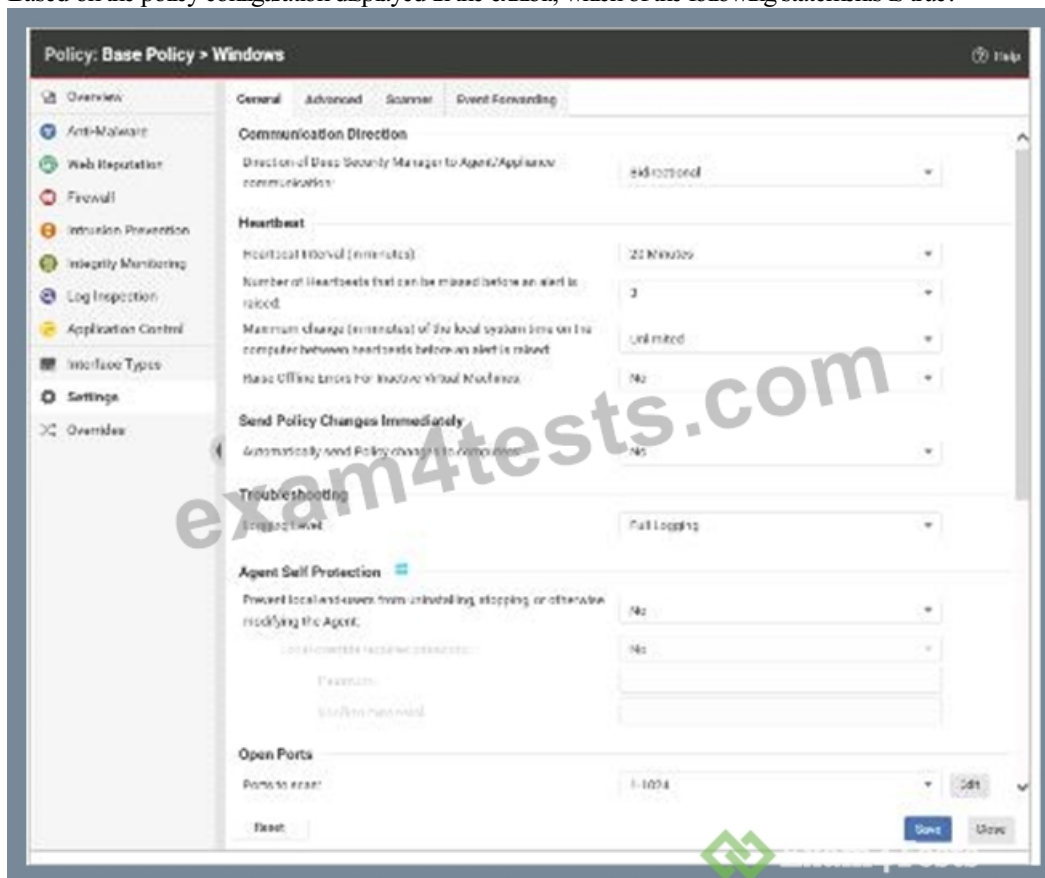 Based on the policy configuration displayed in the exhibit, which of the following statements is true?
Policy: Base Policy > Windows
Help
Overview
General Advanced Scanner Event Forwarding
Anti-Malware
Web Reputation
Firewall
Intrusion Prevention
Integrity Monitoring
Log Inspection
Application Control
Interface Types
Settings
Overrides
Communication Direction
Direction of Deep Security Manager to Agent/Appliance
communication:
Bidirectional
Heartbeat
Heartbeat Interval (in minutes):
Minutes
Number of Heartbeats that can be missed before an alert is
raised:
Maximum change (in minutes) of the local system time on the
computer between heartbeats before an alert is raised:
Unlimited
Raise Offline Errors For Inactive Virtual Machines:
No
Send Policy Changes Immediately
Automatically send Policy changes to computers:
No
Troubleshooting
Logging Level:
Full Logging
Agent Self Protection
Prevent local end-users from uninstalling, stopping, or otherwise
modifying the Agent:
No
Local override requires password:
No
Confirm password:
Open Ports
Ports to scan:
1-1024
Edit
Reset
Save
Close
exam4tests.com
Exam4Tests